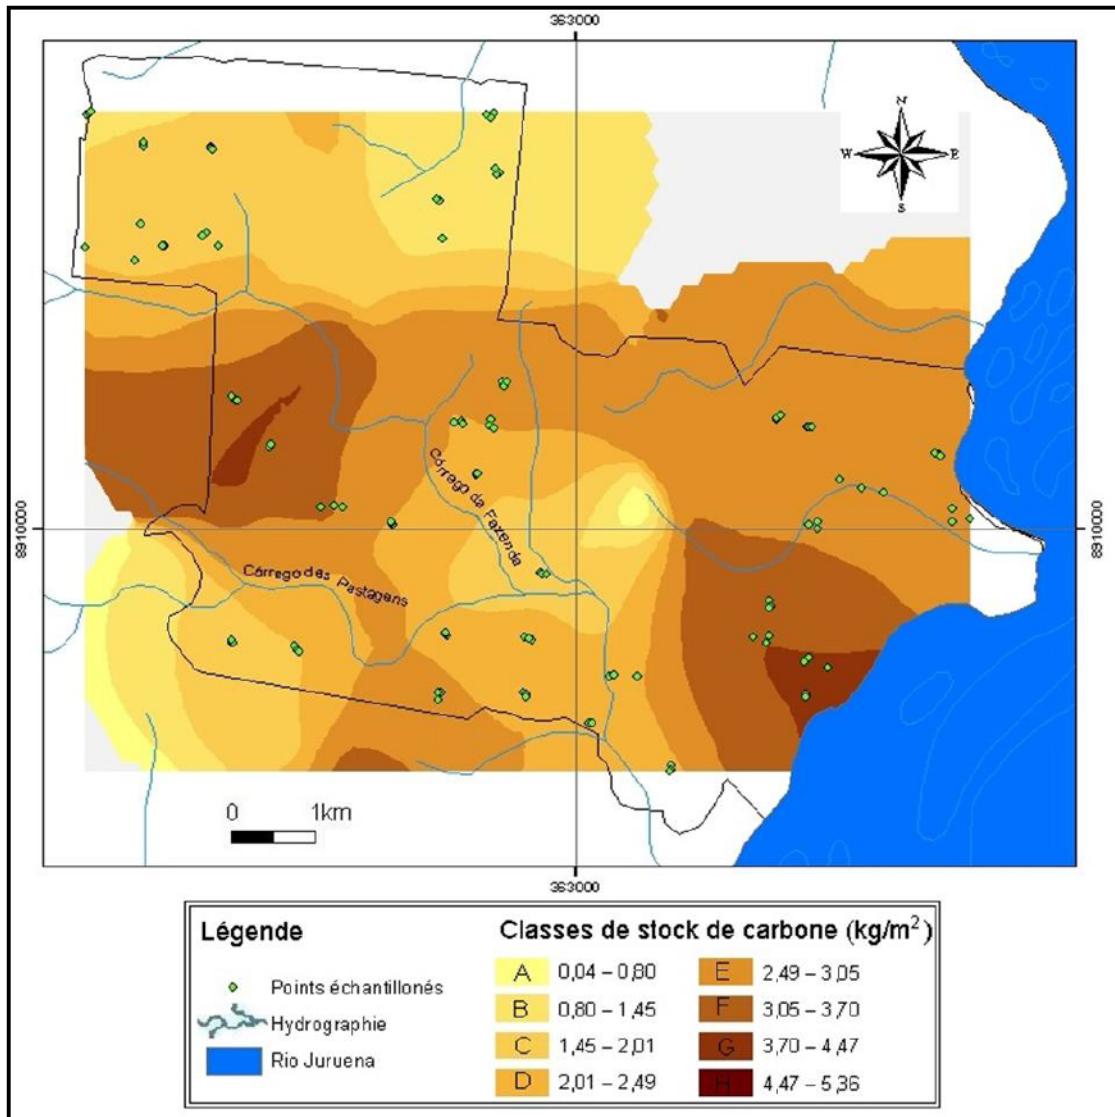 363000
N
W
E
S
8910000
8910000
Córrego da Fazenda
Córrego das Pastagens
0 1km
363000
Légende
Points échantillonés
Hydrographie
Rio Juruena
Classes de stock de carbone (kg/m²)
A 0,04 – 0,80
B 0,80 – 1,45
C 1,45 – 2,01
D 2,01 – 2,49
E 2,49 – 3,05
F 3,05 – 3,70
G 3,70 – 4,47
H 4,47 – 5,36